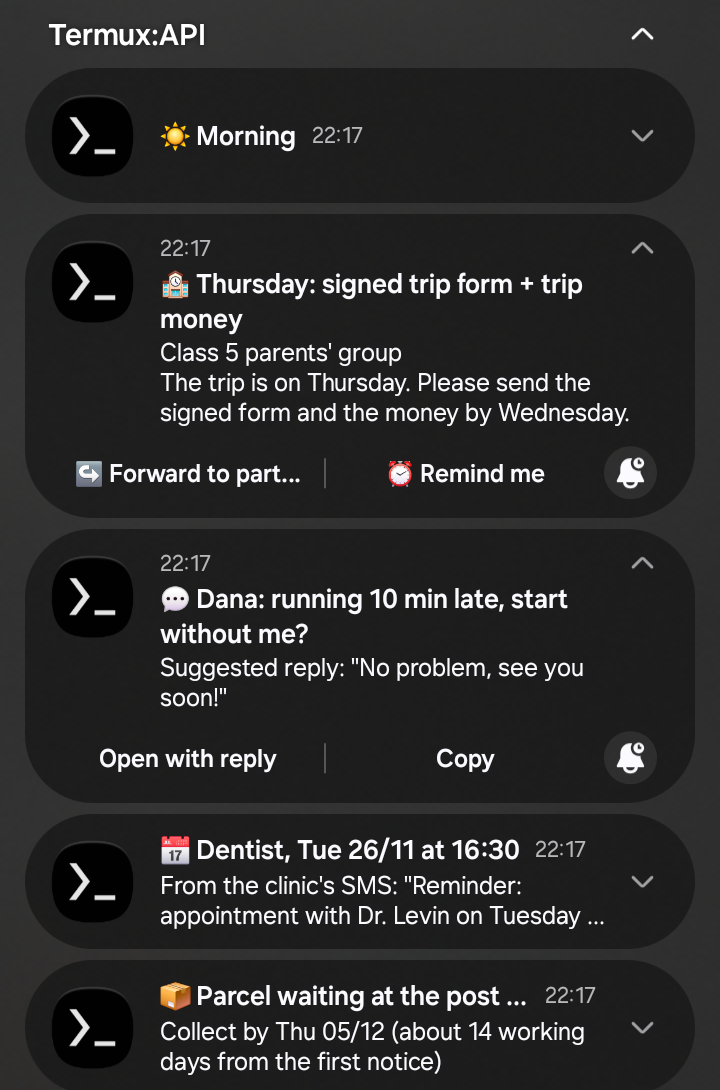 Termux:API
☀️ Morning 22:17
22:17
🏫 Thursday: signed trip form + trip
money
Class 5 parents' group
The trip is on Thursday. Please send the
signed form and the money by Wednesday.
↪️ Forward to part...
⏰ Remind me
22:17
💬 Dana: running 10 min late, start
without me?
Suggested reply: "No problem, see you
soon!"
Open with reply
Copy
📅 Dentist, Tue 26/11 at 16:30 22:17
From the clinic's SMS: "Reminder:
appointment with Dr. Levin on Tuesday ...
📦 Parcel waiting at the post ... 22:17
Collect by Thu 05/12 (about 14 working
days from the first notice)